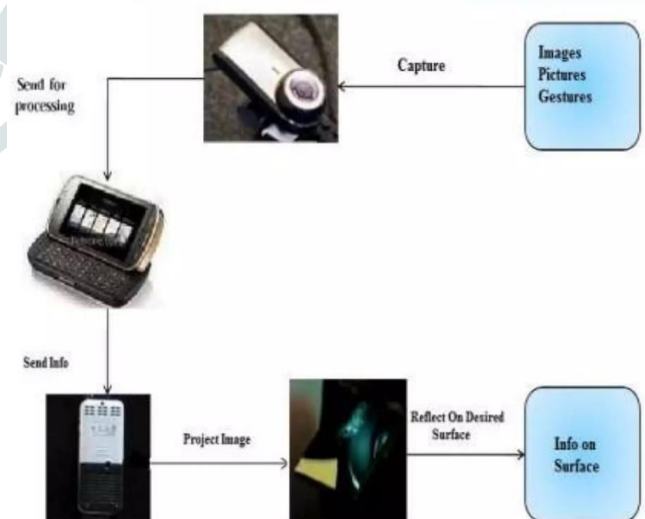 Images
Pictures
Gestures
Capture
Send for
processing
Send Info
Project Image
Reflect On Desired
Surface
Info on
Surface